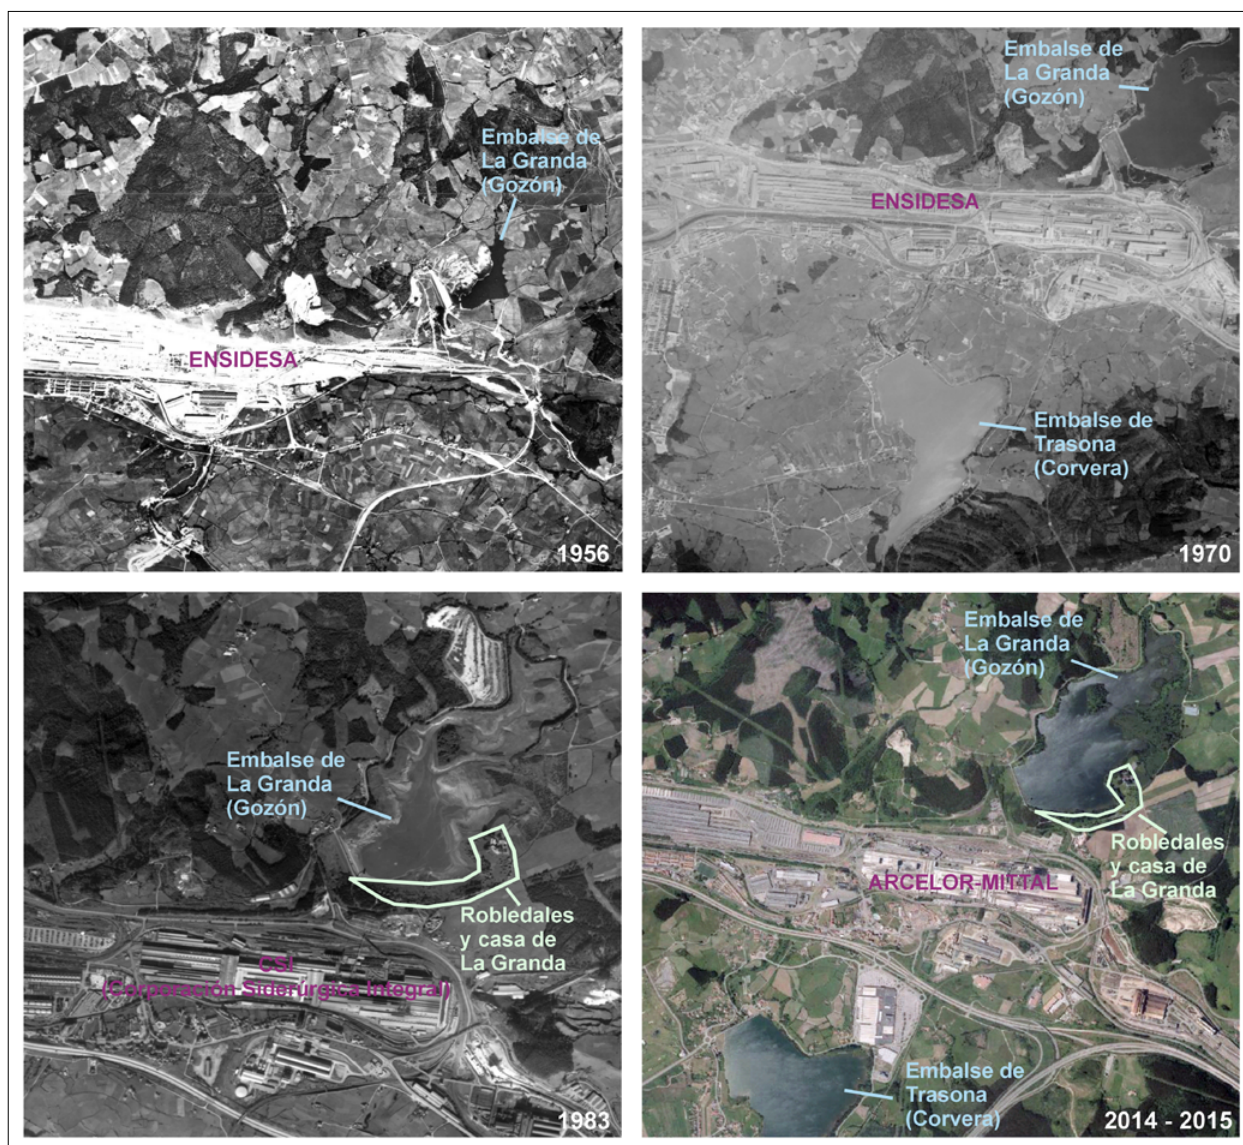 Embalse de
La Granda
(Gozón)
ENSIDESA
1956
Embalse de
La Granda
(Gozón)
ENSIDESA
Embalse de
Trasona
(Corvera)
1970
Embalse de
La Granda
(Gozón)
Robledales
y casa de
La Granda
CSI
(Corporación Siderúrgica Integral)
1983
Embalse de
La Granda
(Gozón)
Robledales
y casa de
La Granda
ARCELOR-MITTAL
Embalse de
Trasona
(Corvera)
2014 - 2015